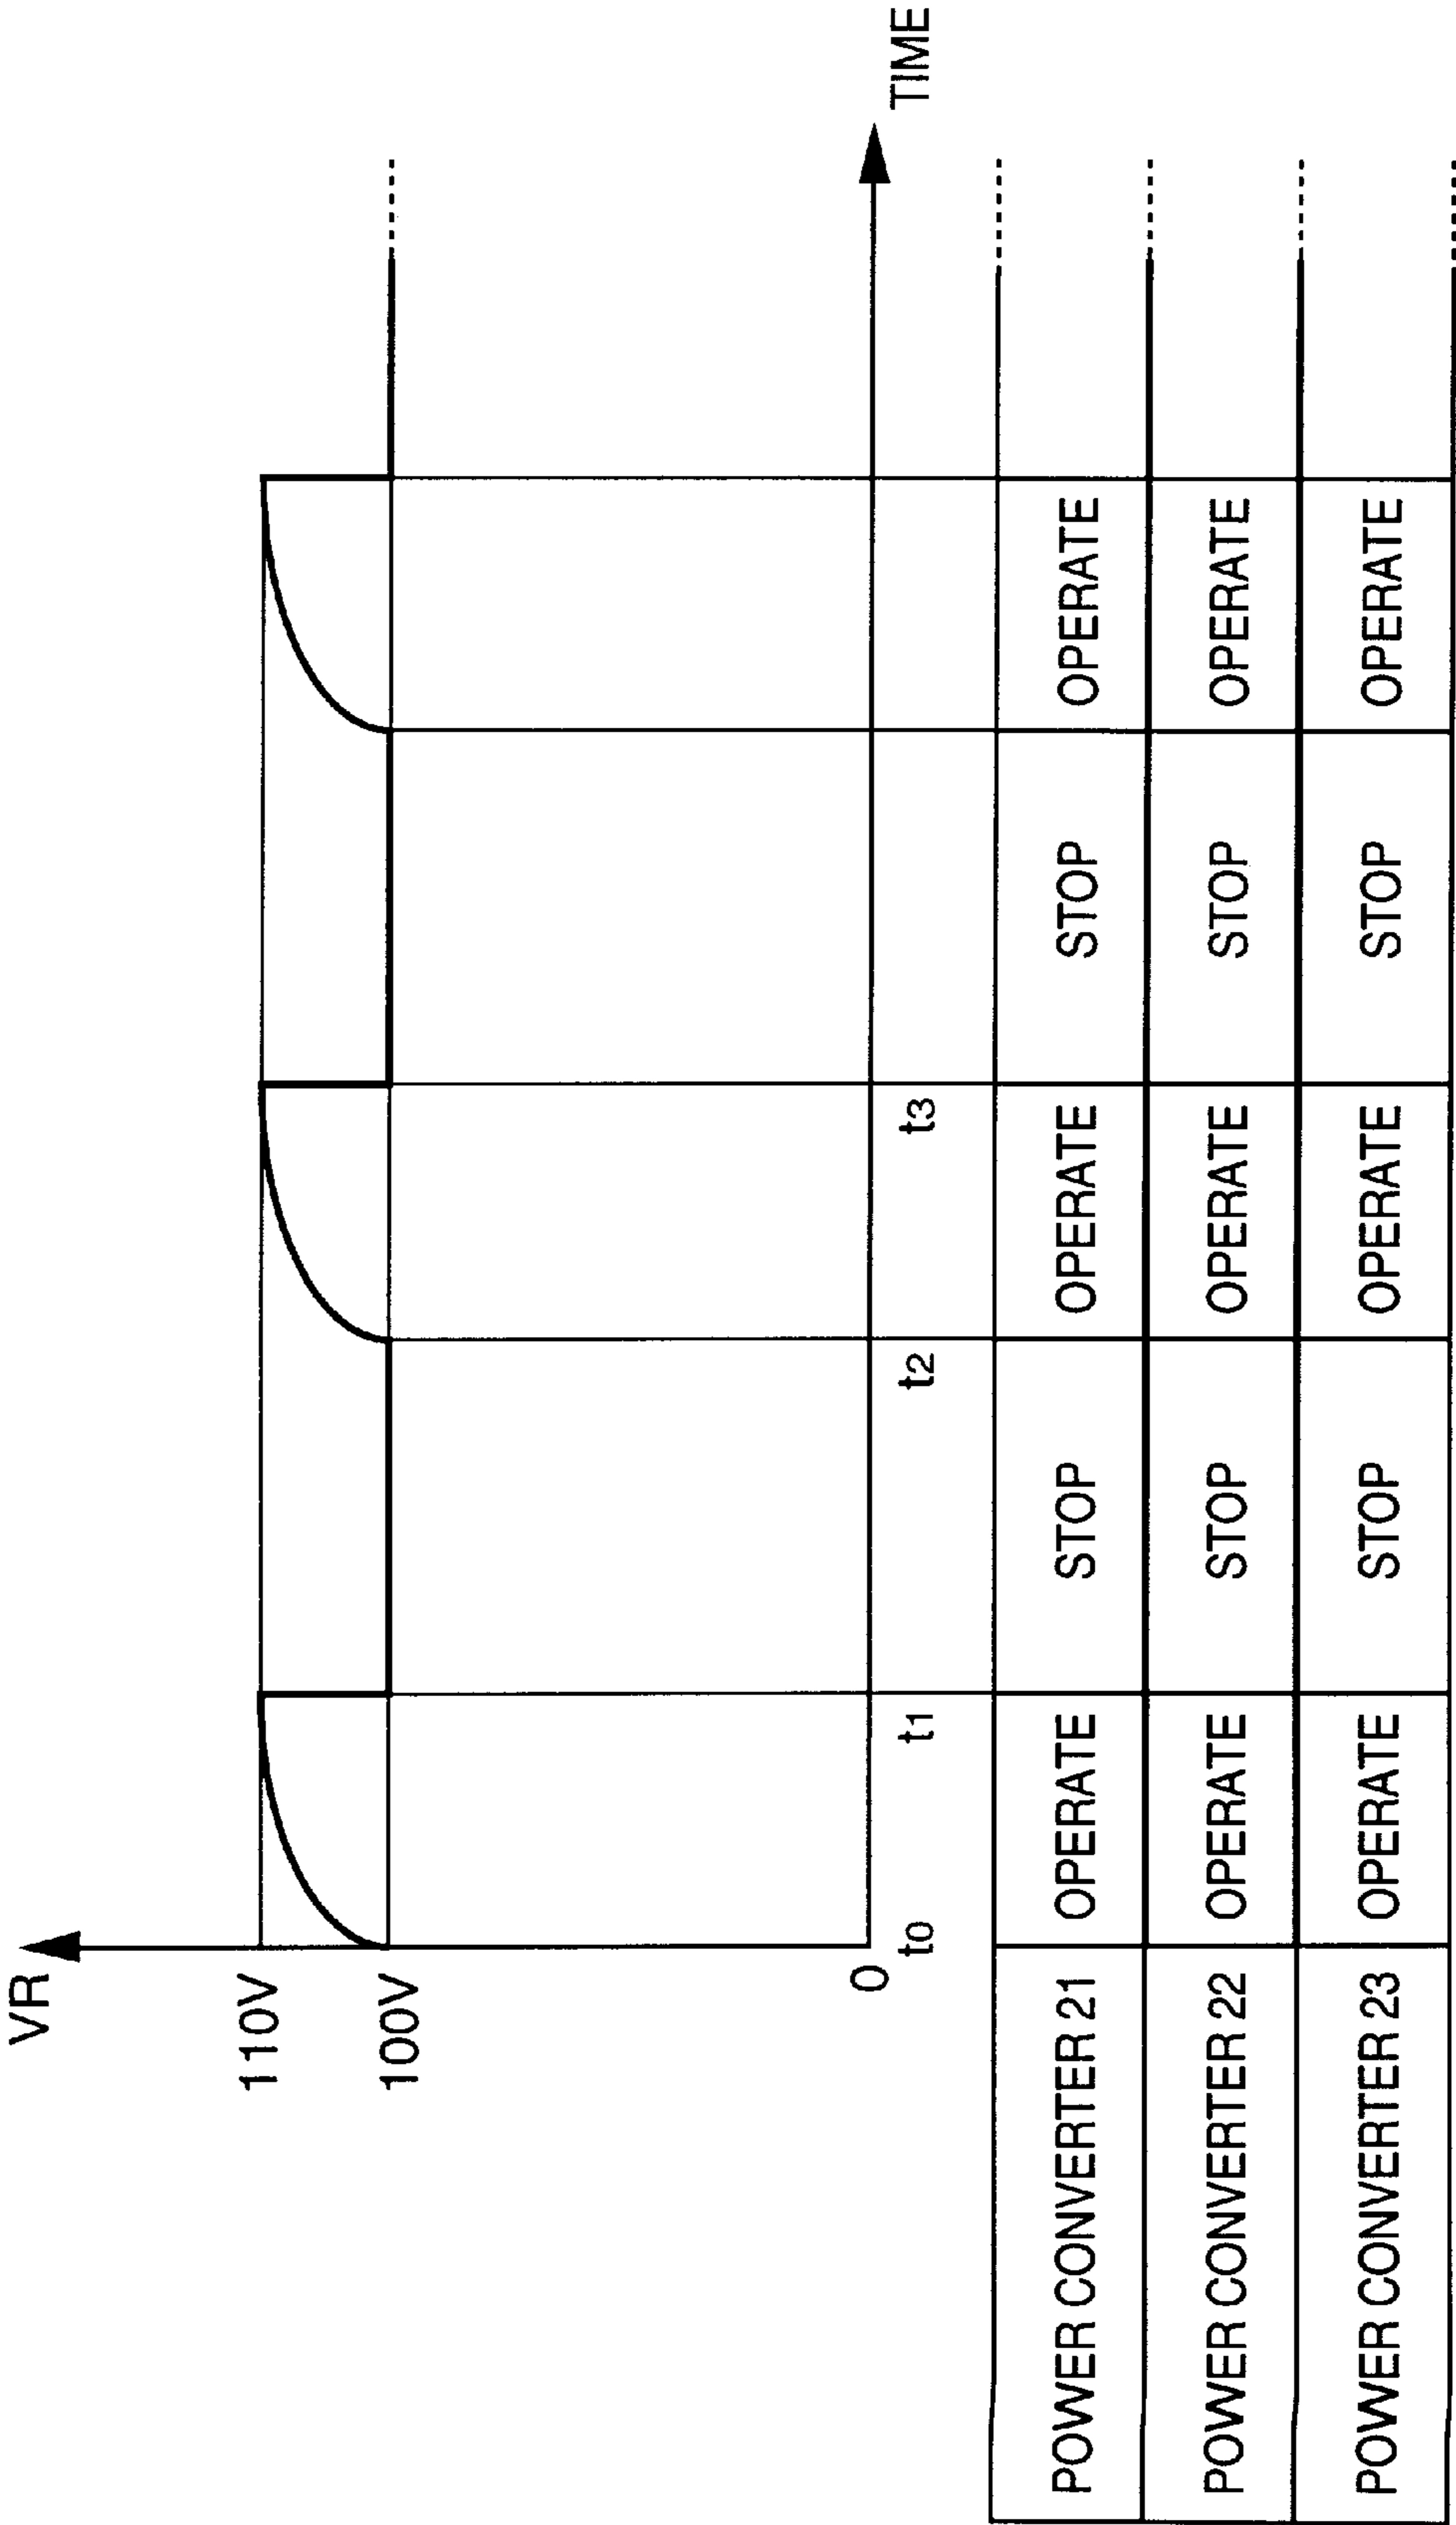 VR
110V
100V
0
TIME
t0 t1 t2 t3
POWER CONVERTER 21 OPERATE STOP OPERATE STOP OPERATE
POWER CONVERTER 22 OPERATE STOP OPERATE STOP OPERATE
POWER CONVERTER 23 OPERATE STOP OPERATE STOP OPERATE